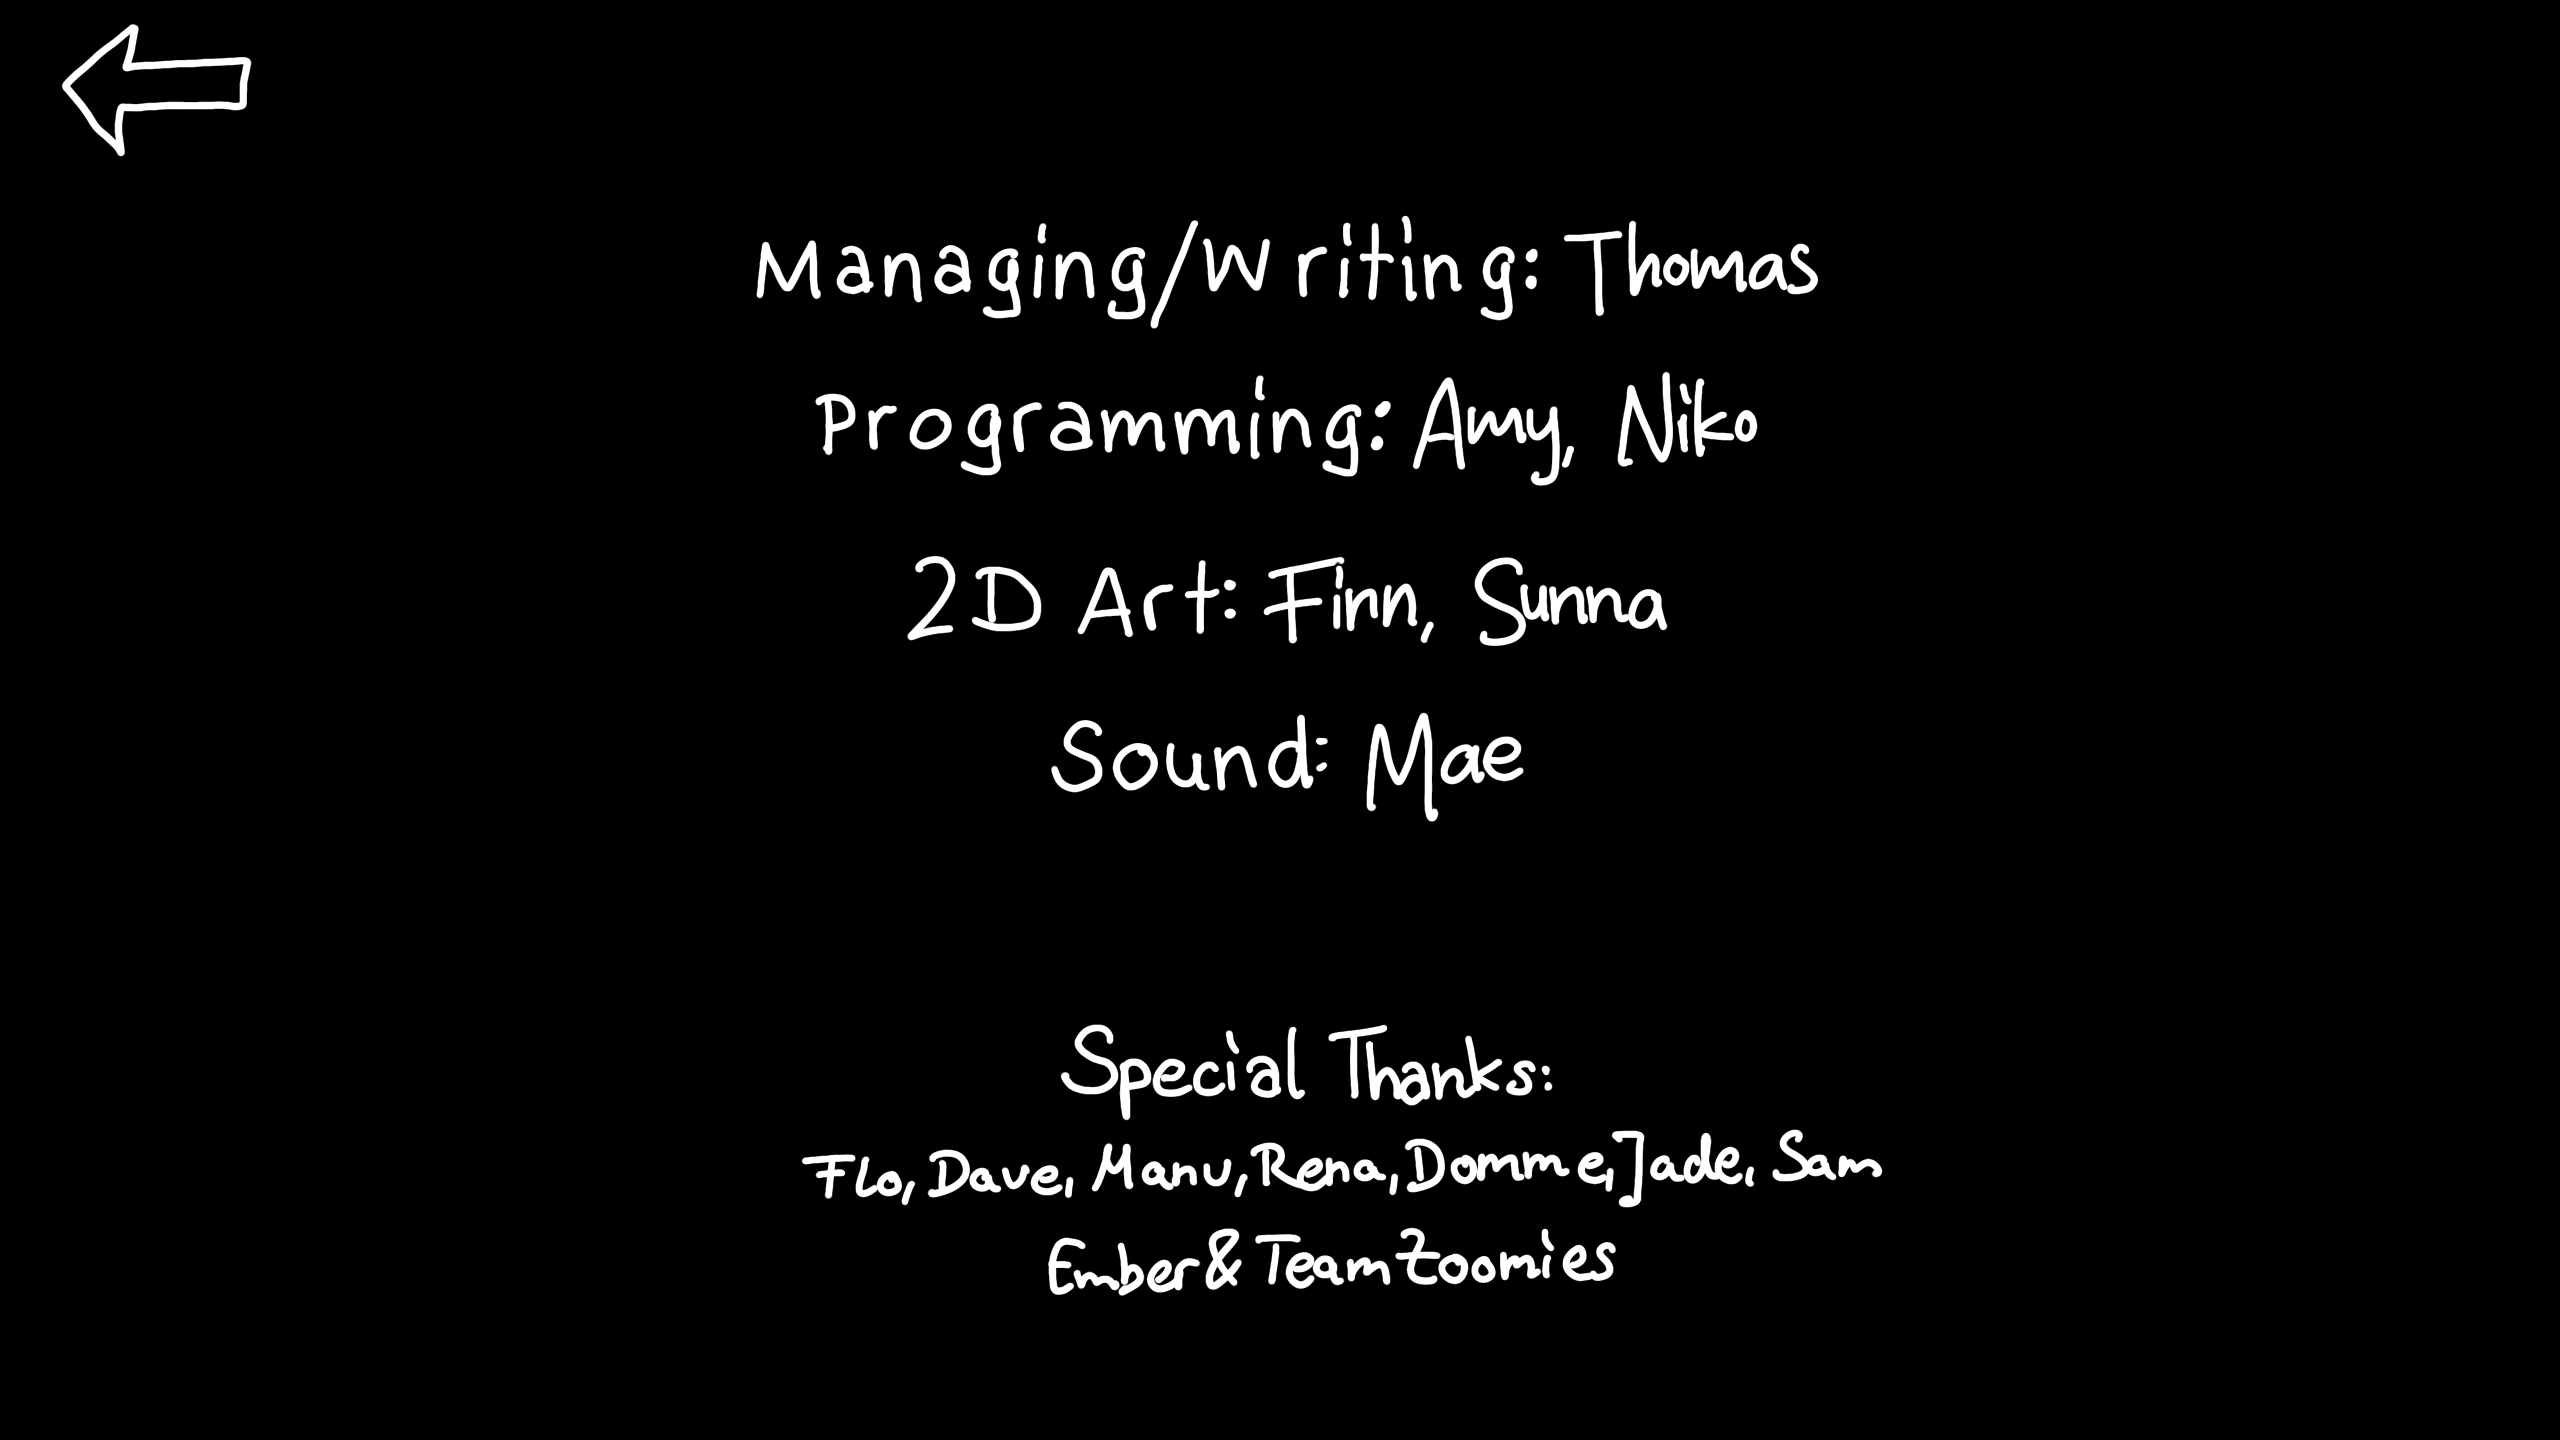 Managing/Writing: Thomas
Programming: Amy, Niko
2D Art: Finn, Sunna
Sound: Mae
Special Thanks:
Flo, Dave, Manu, Rena, Domme, Jade, Sam
Ember & Team Zoomies